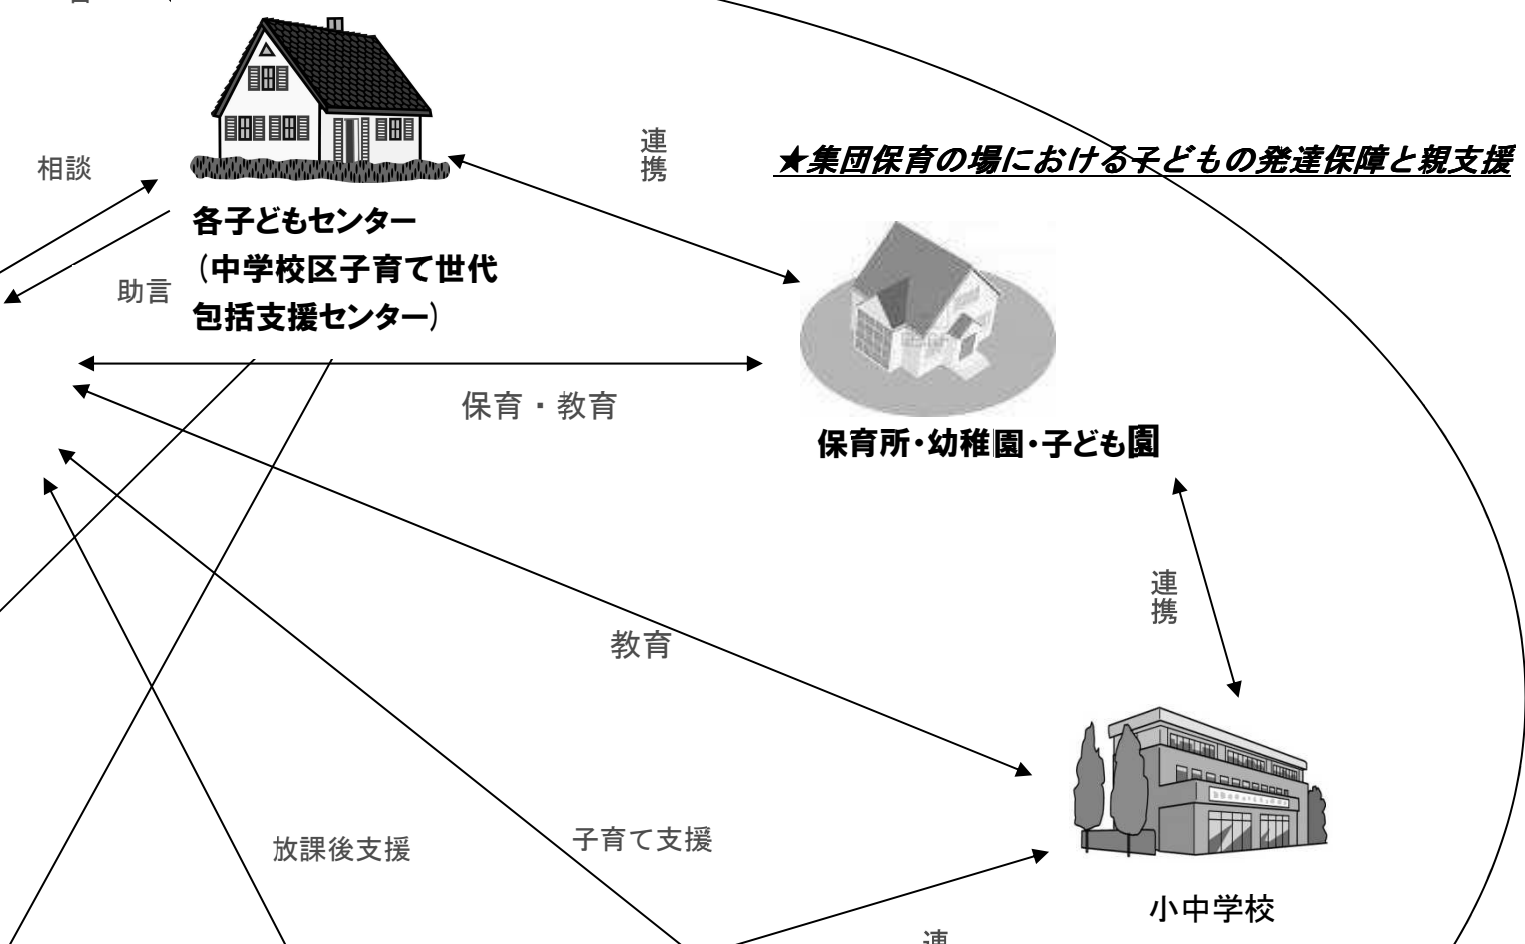 相談
連携
★集団保育の場における子どもの発達保障と親支援
各子どもセンター
（中学校区子育て世代
包括支援センター）
助言
保育・教育
保育所・幼稚園・子ども園
連携
教育
放課後支援
子育て支援
小中学校
連